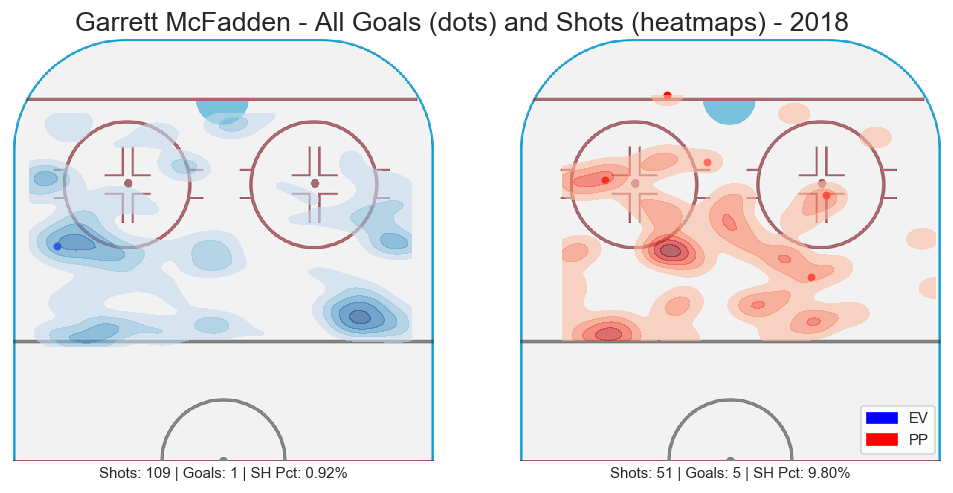 Garrett McFadden - All Goals (dots) and Shots (heatmaps) - 2018
EV
PP
Shots: 109 | Goals: 1 | SH Pct: 0.92%
Shots: 51 | Goals: 5 | SH Pct: 9.80%